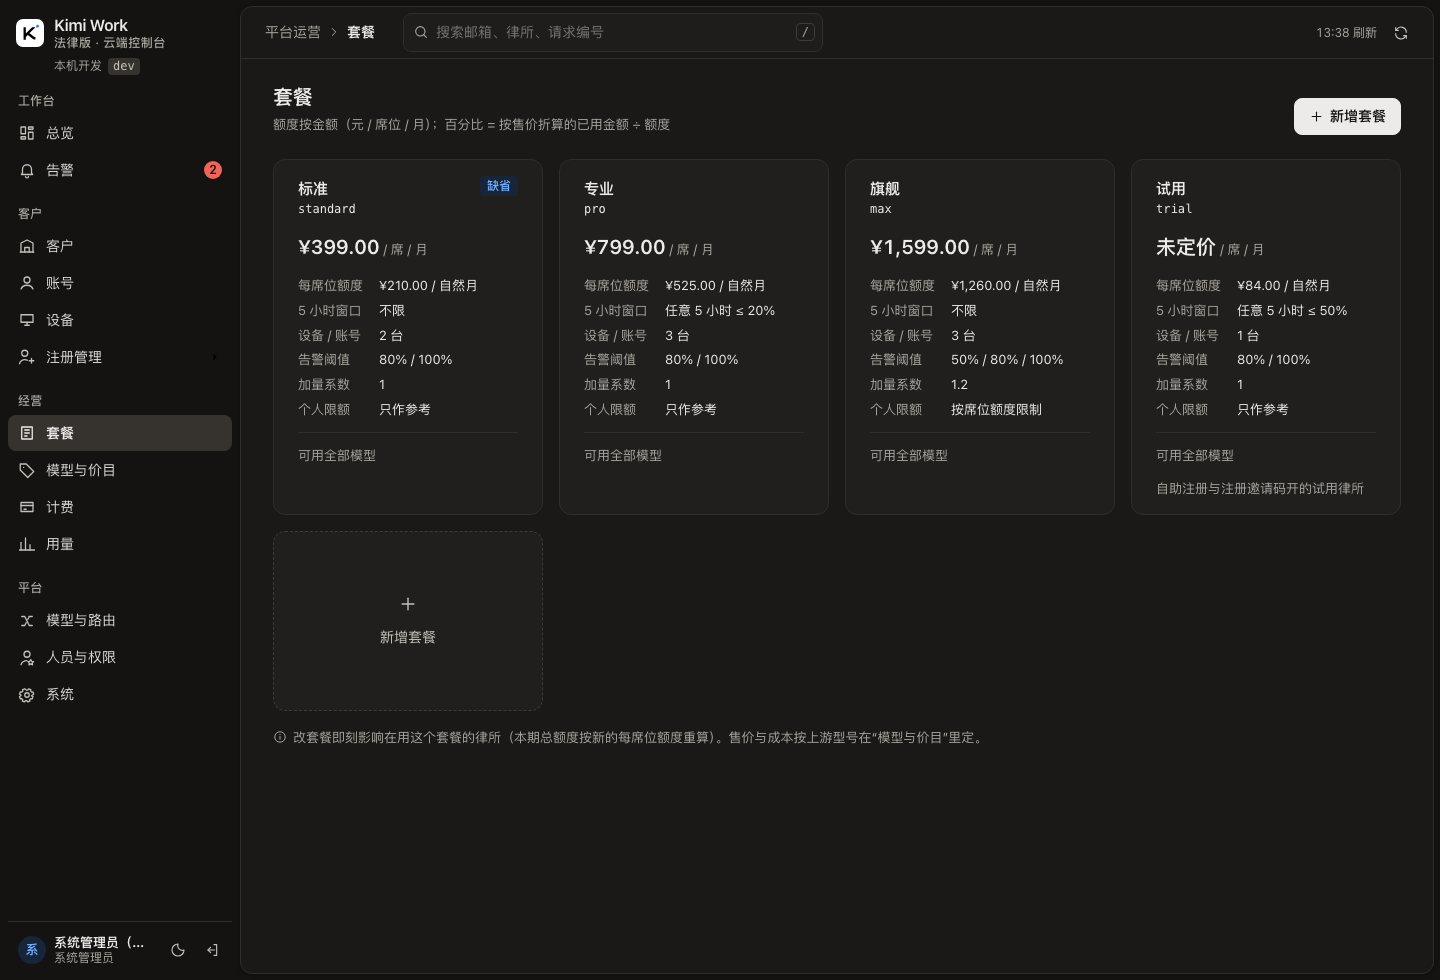 Kimi Work
法律版 · 云端控制台
本机开发 dev
工作台
总览
告警 2
客户
客户
账号
设备
注册管理
经营
套餐
模型与价目
计费
用量
平台
模型与路由
人员与权限
系统
系 系统管理员（...
系统管理员
平台运营 > 套餐
搜索邮箱、律所、请求编号 /
13:38 刷新
套餐
额度按金额（元 / 席位 / 月）；百分比 = 按售价折算的已用金额 ÷ 额度
新增套餐
标准 缺省
standard
¥399.00 / 席 / 月
每席位额度 ¥210.00 / 自然月
5 小时窗口 不限
设备 / 账号 2 台
告警阈值 80% / 100%
加量系数 1
个人限额 只作参考
可用全部模型
专业
pro
¥799.00 / 席 / 月
每席位额度 ¥525.00 / 自然月
5 小时窗口 任意 5 小时 ≤ 20%
设备 / 账号 3 台
告警阈值 80% / 100%
加量系数 1
个人限额 只作参考
可用全部模型
旗舰
max
¥1,599.00 / 席 / 月
每席位额度 ¥1,260.00 / 自然月
5 小时窗口 不限
设备 / 账号 3 台
告警阈值 50% / 80% / 100%
加量系数 1.2
个人限额 按席位额度限制
可用全部模型
试用
trial
未定价 / 席 / 月
每席位额度 ¥84.00 / 自然月
5 小时窗口 任意 5 小时 ≤ 50%
设备 / 账号 1 台
告警阈值 80% / 100%
加量系数 1
个人限额 只作参考
可用全部模型
自助注册与注册邀请码开的试用律所
新增套餐
改套餐即刻影响在用这个套餐的律所（本期总额度按新的每席位额度重算）。售价与成本按上游型号在“模型与价目”里定。